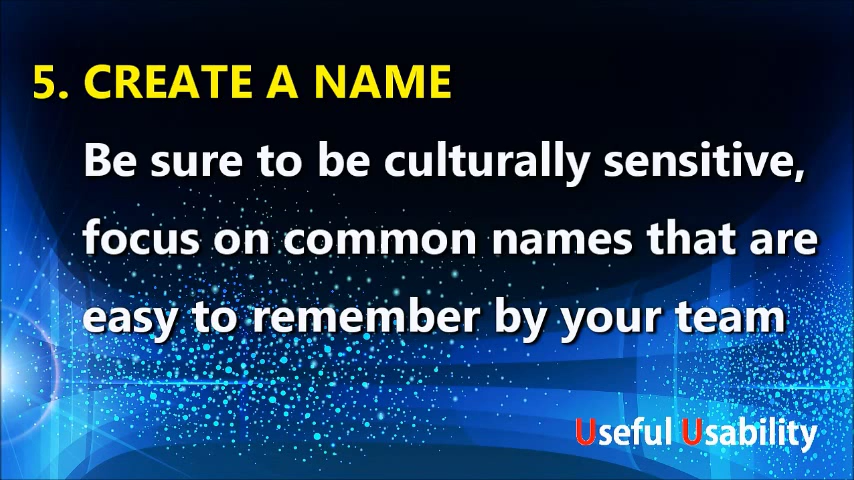 5. CREATE A NAME
Be sure to be culturally sensitive,
focus on common names that are
easy to remember by your team
Useful Usability